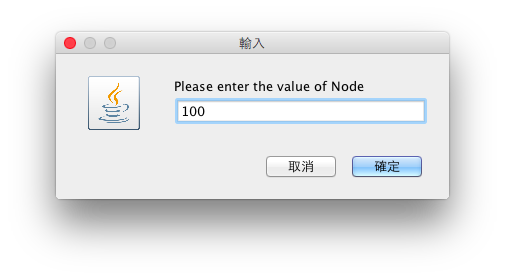 輸入
Please enter the value of Node
100
取消
確定